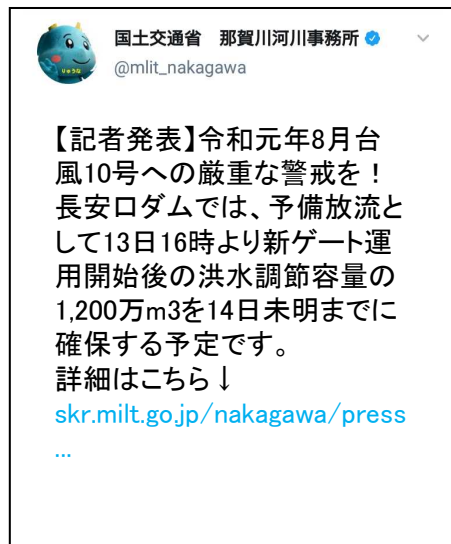 国土交通省 那賀川河川事務所
@mlit_nakagawa
りゅうな
【記者発表】令和元年8月台
風10号への厳重な警戒を！
長安口ダムでは、予備放流と
して13日16時より新ゲート運
用開始後の洪水調節容量の
1,200万m3を14日未明までに
確保する予定です。
詳細はこちら↓
skr.milt.go.jp/nakagawa/press
...